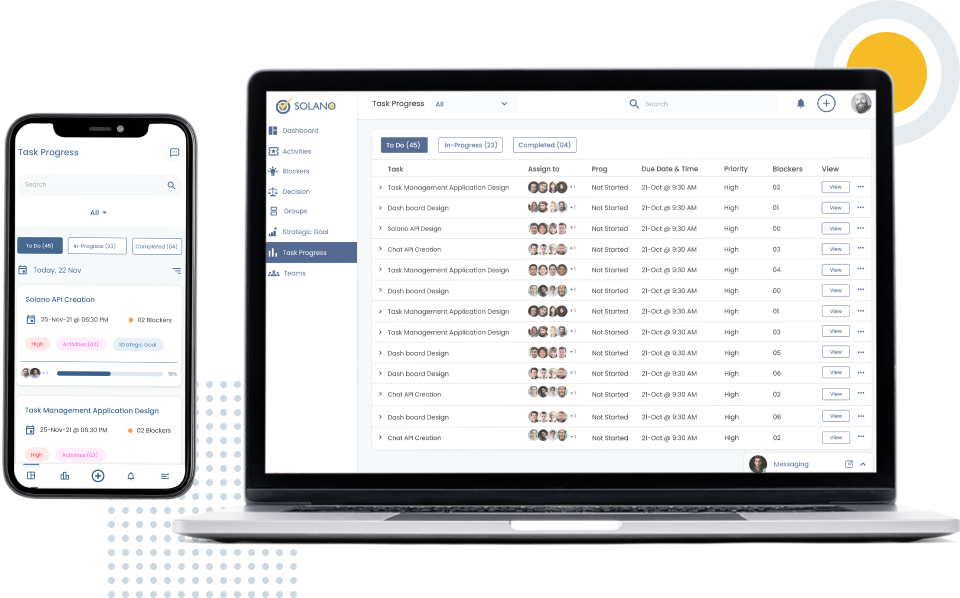 Task Progress
Search
All
To Do (45) In-Progress (23) Completed (04)
Today, 22 Nov
Solano API Creation
25-Nov-21 @ 06:30 PM 02 Blockers
High Activities (02) Strategic Goal
+1 50%
Task Management Application Design
25-Nov-21 @ 06:30 PM 02 Blockers
High Activities (02)
SOLANO
Dashboard
Activities
Blockers
Decision
Groups
Strategic Goal
Task Progress
Teams
Task Progress All Search
To Do (45) In-Progress (23) Completed (04)
Task Assign to Prog Due Date & Time Priority Blockers View
Task Management Application Design +1 Not Started 21-Oct @ 9:30 AM High 02 View
Dash board Design +1 Not Started 21-Oct @ 9:30 AM High 01 View
Solano API Design +1 Not Started 21-Oct @ 9:30 AM High 00 View
Chat API Creation +1 Not Started 21-Oct @ 9:30 AM High 03 View
Task Management Application Design +1 Not Started 21-Oct @ 9:30 AM High 04 View
Dash board Design +1 Not Started 21-Oct @ 9:30 AM High 00 View
Task Management Application Design +1 Not Started 21-Oct @ 9:30 AM High 01 View
Task Management Application Design +1 Not Started 21-Oct @ 9:30 AM High 03 View
Dash board Design +1 Not Started 21-Oct @ 9:30 AM High 05 View
Dash board Design +1 Not Started 21-Oct @ 9:30 AM High 06 View
Chat API Creation +1 Not Started 21-Oct @ 9:30 AM High 02 View
Dash board Design +1 Not Started 21-Oct @ 9:30 AM High 06 View
Chat API Creation +1 Not Started 21-Oct @ 9:30 AM High 02 View
Messaging